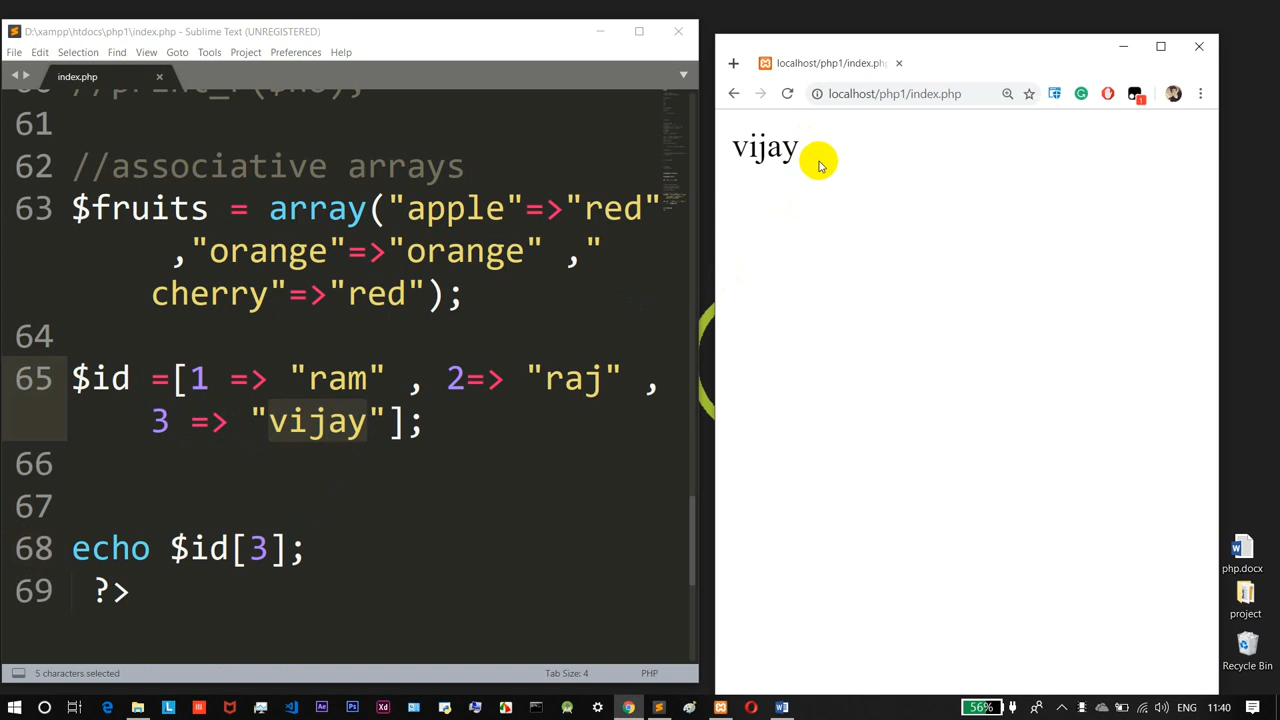 D:\xampp\htdocs\php1\index.php - Sublime Text (UNREGISTERED)
File Edit Selection Find View Goto Tools Project Preferences Help
index.php
61
62 //associative arrays
63 $fruits = array("apple"=>"red"
,"orange"=>"orange" ,"
cherry"=>"red");
64
65 $id =[1 => "ram" , 2=> "raj" ,
3 => "vijay"];
66
67
68 echo $id[3];
69 ?>
5 characters selected Tab Size: 4 PHP
localhost/php1/index.php
localhost/php1/index.php
1
vijay
php.docx
project
Recycle Bin
56% ENG 11:40